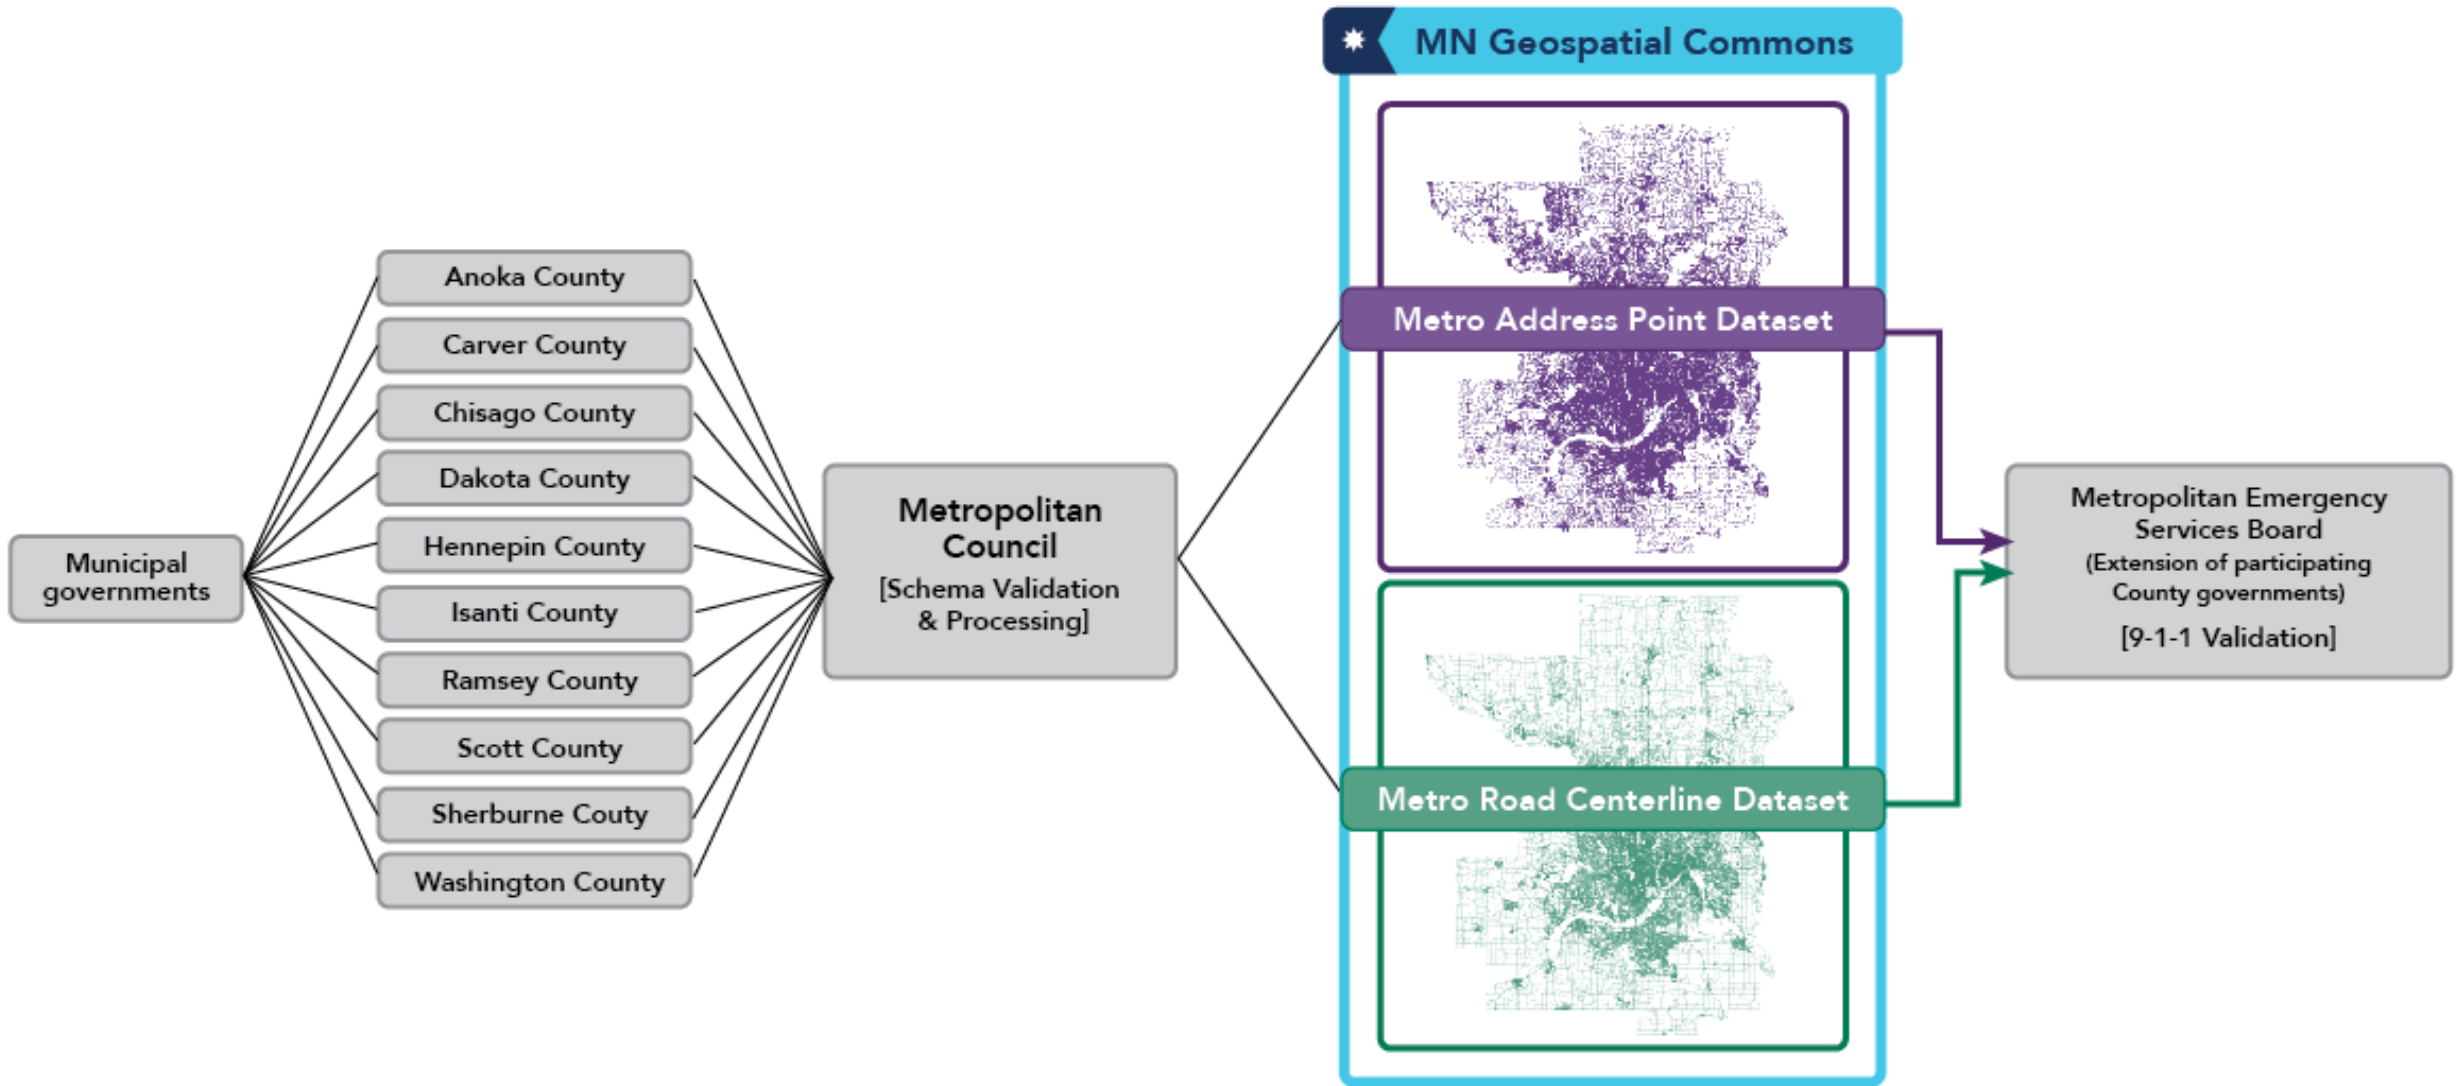 Municipal
governments
Anoka County
Carver County
Chisago County
Dakota County
Hennepin County
Isanti County
Ramsey County
Scott County
Sherburne Couty
Washington County
Metropolitan
Council
[Schema Validation
& Processing]
MN Geospatial Commons
Metro Address Point Dataset
Metro Road Centerline Dataset
Metropolitan Emergency
Services Board
(Extension of participating
County governments)
[9-1-1 Validation]